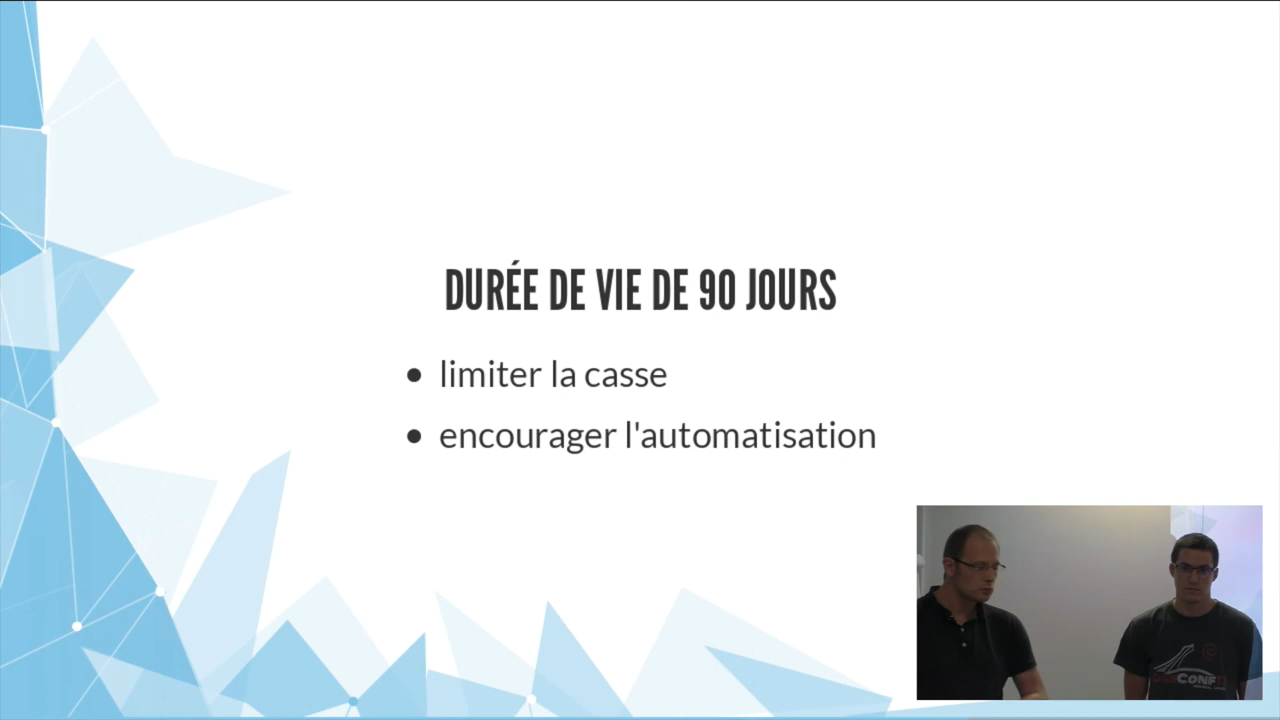 DURÉE DE VIE DE 90 JOURS
limiter la casse
encourager l'automatisation